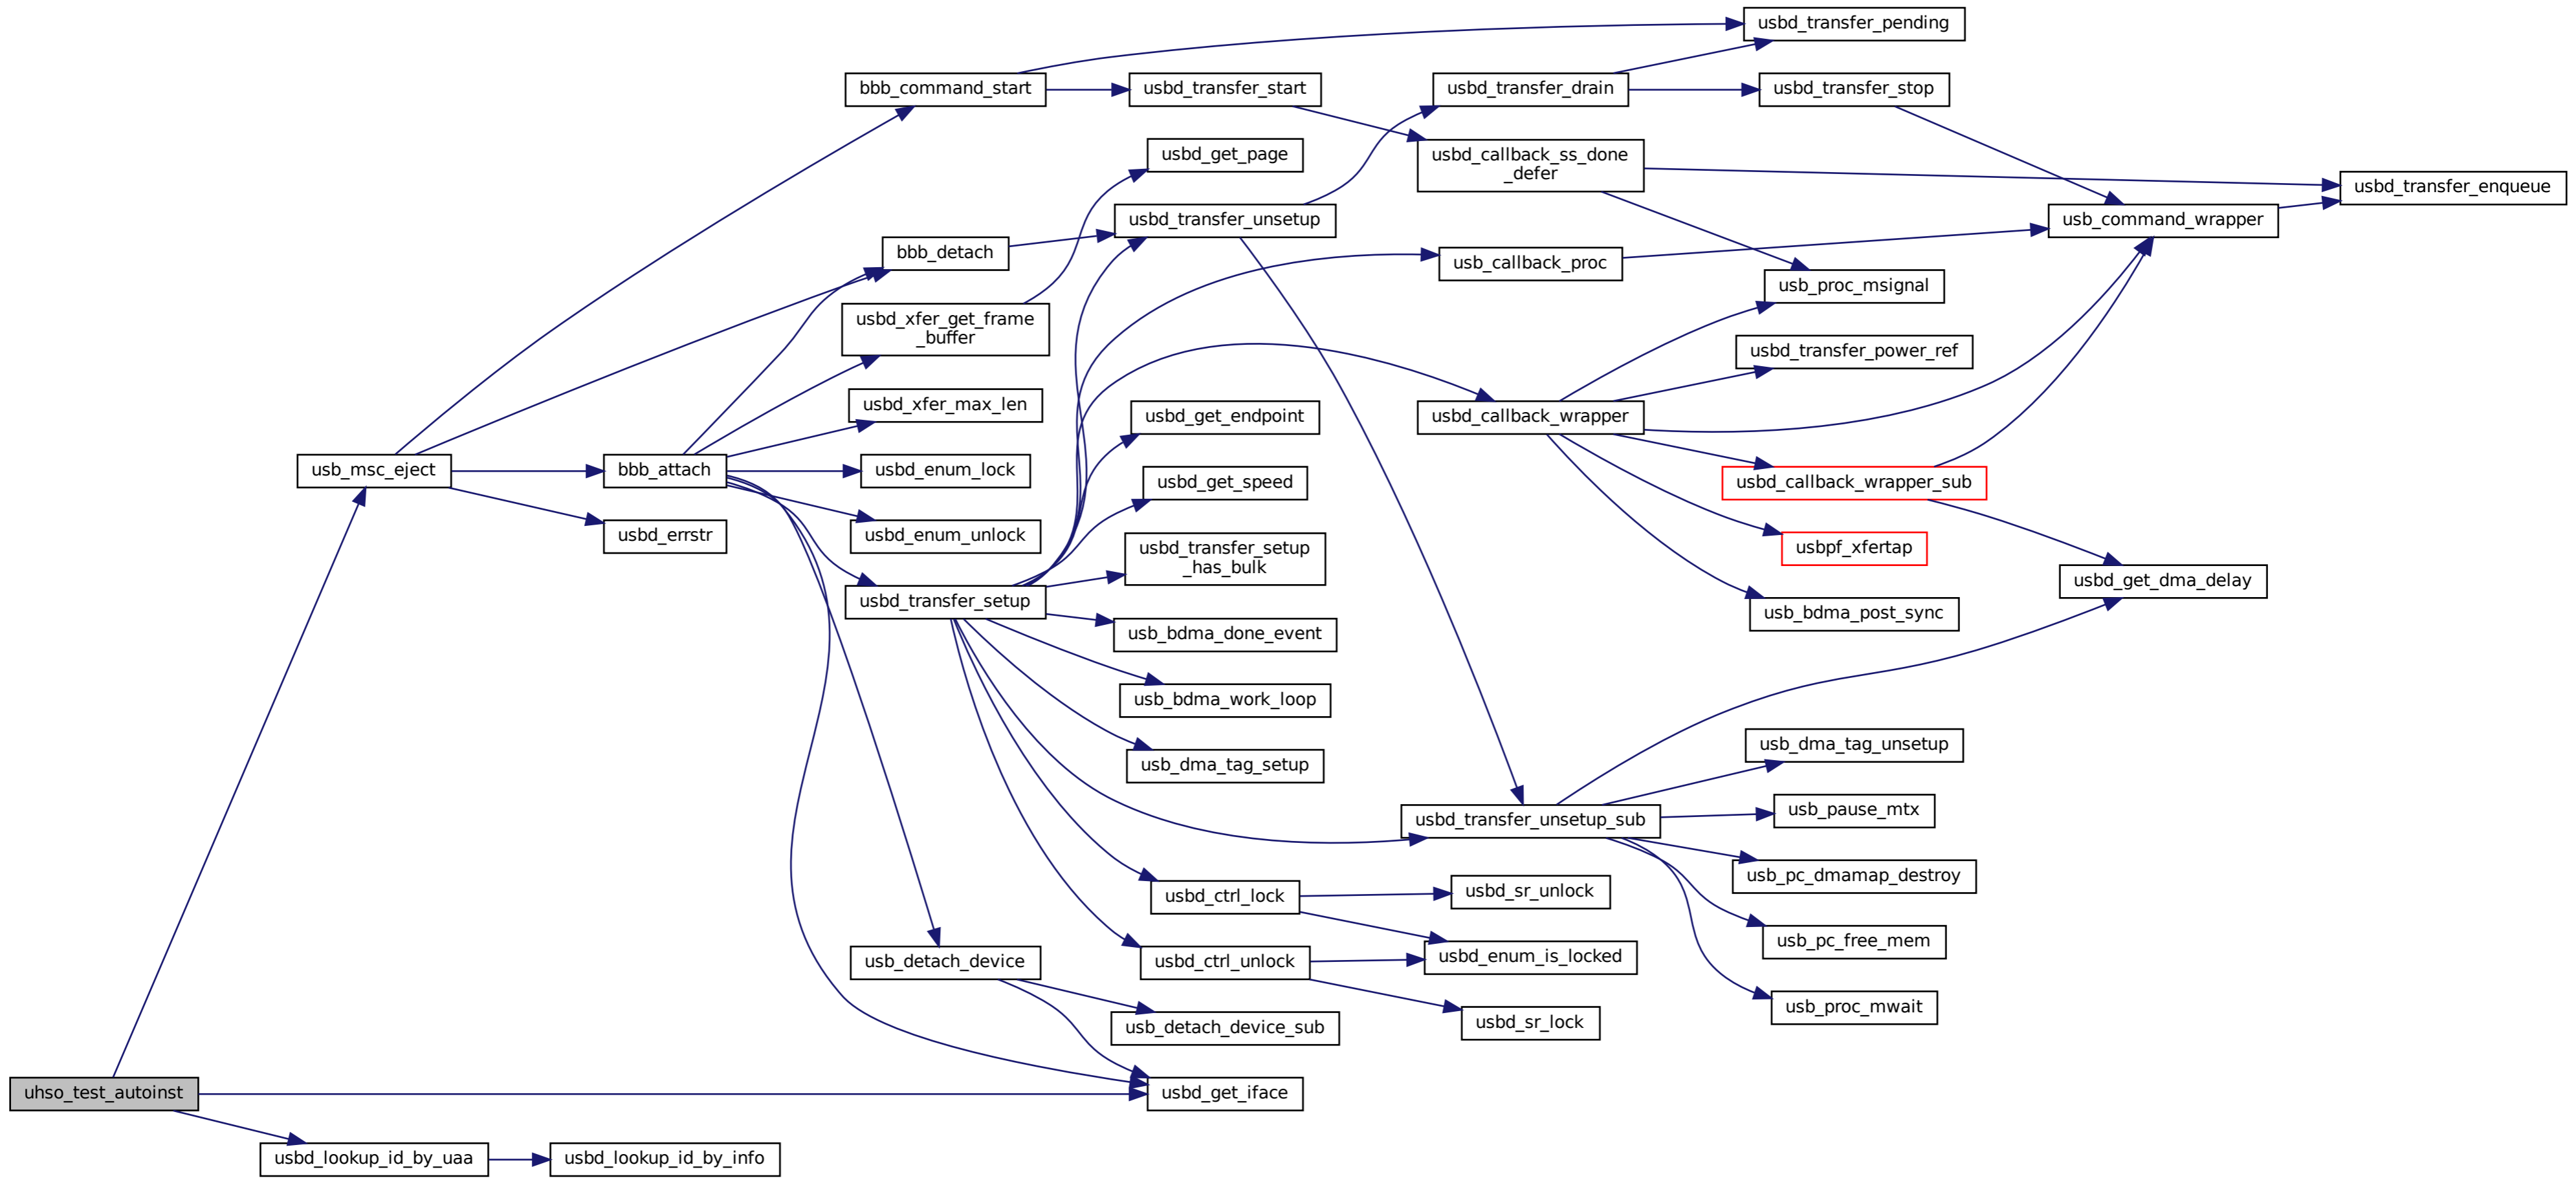 usbd_transfer_pending
bbb_command_start
usbd_transfer_start
usbd_transfer_drain
usbd_transfer_stop
usbd_get_page
usbd_callback_ss_done
_defer
usbd_transfer_enqueue
usbd_transfer_unsetup
usb_command_wrapper
bbb_detach
usb_callback_proc
usb_proc_msignal
usbd_xfer_get_frame
_buffer
usbd_transfer_power_ref
usbd_xfer_max_len
usbd_get_endpoint
usbd_callback_wrapper
usb_msc_eject
bbb_attach
usbd_enum_lock
usbd_get_speed
usbd_callback_wrapper_sub
usbd_errstr
usbd_enum_unlock
usbd_transfer_setup
_has_bulk
usbpf_xfertap
usbd_get_dma_delay
usbd_transfer_setup
usb_bdma_done_event
usb_bdma_post_sync
usb_bdma_work_loop
usb_dma_tag_setup
usb_dma_tag_unsetup
usbd_transfer_unsetup_sub
usb_pause_mtx
usb_pc_dmamap_destroy
usbd_ctrl_lock
usbd_sr_unlock
usb_pc_free_mem
usb_detach_device
usbd_ctrl_unlock
usbd_enum_is_locked
usb_proc_mwait
usb_detach_device_sub
usbd_sr_lock
uhso_test_autoinst
usbd_get_iface
usbd_lookup_id_by_uaa
usbd_lookup_id_by_info